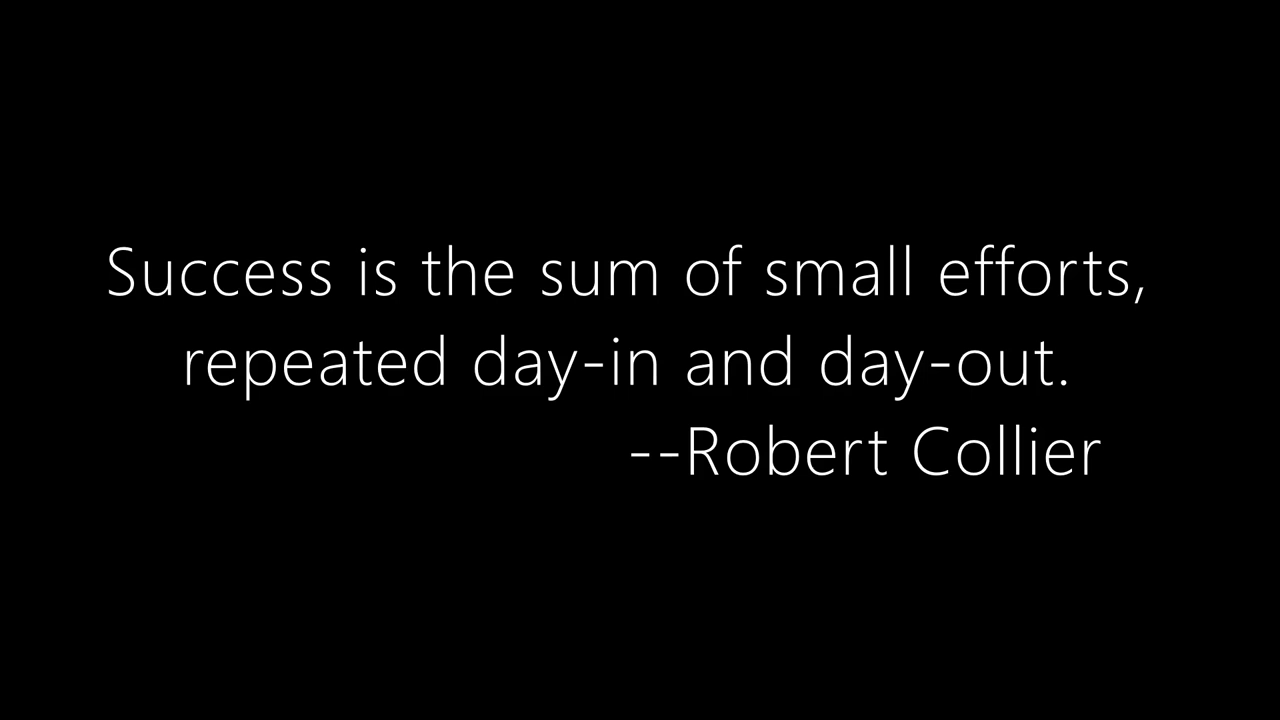 Success is the sum of small efforts,
repeated day-in and day-out.
--Robert Collier